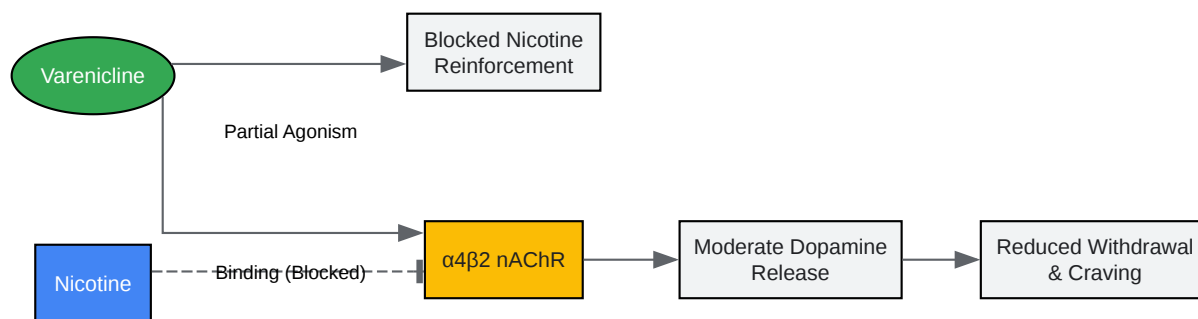 Blocked Nicotine
Reinforcement
Varenicline
Partial Agonism
α4β2 nAChR
Moderate Dopamine
Release
Reduced Withdrawal
& Craving
Binding (Blocked)
Nicotine